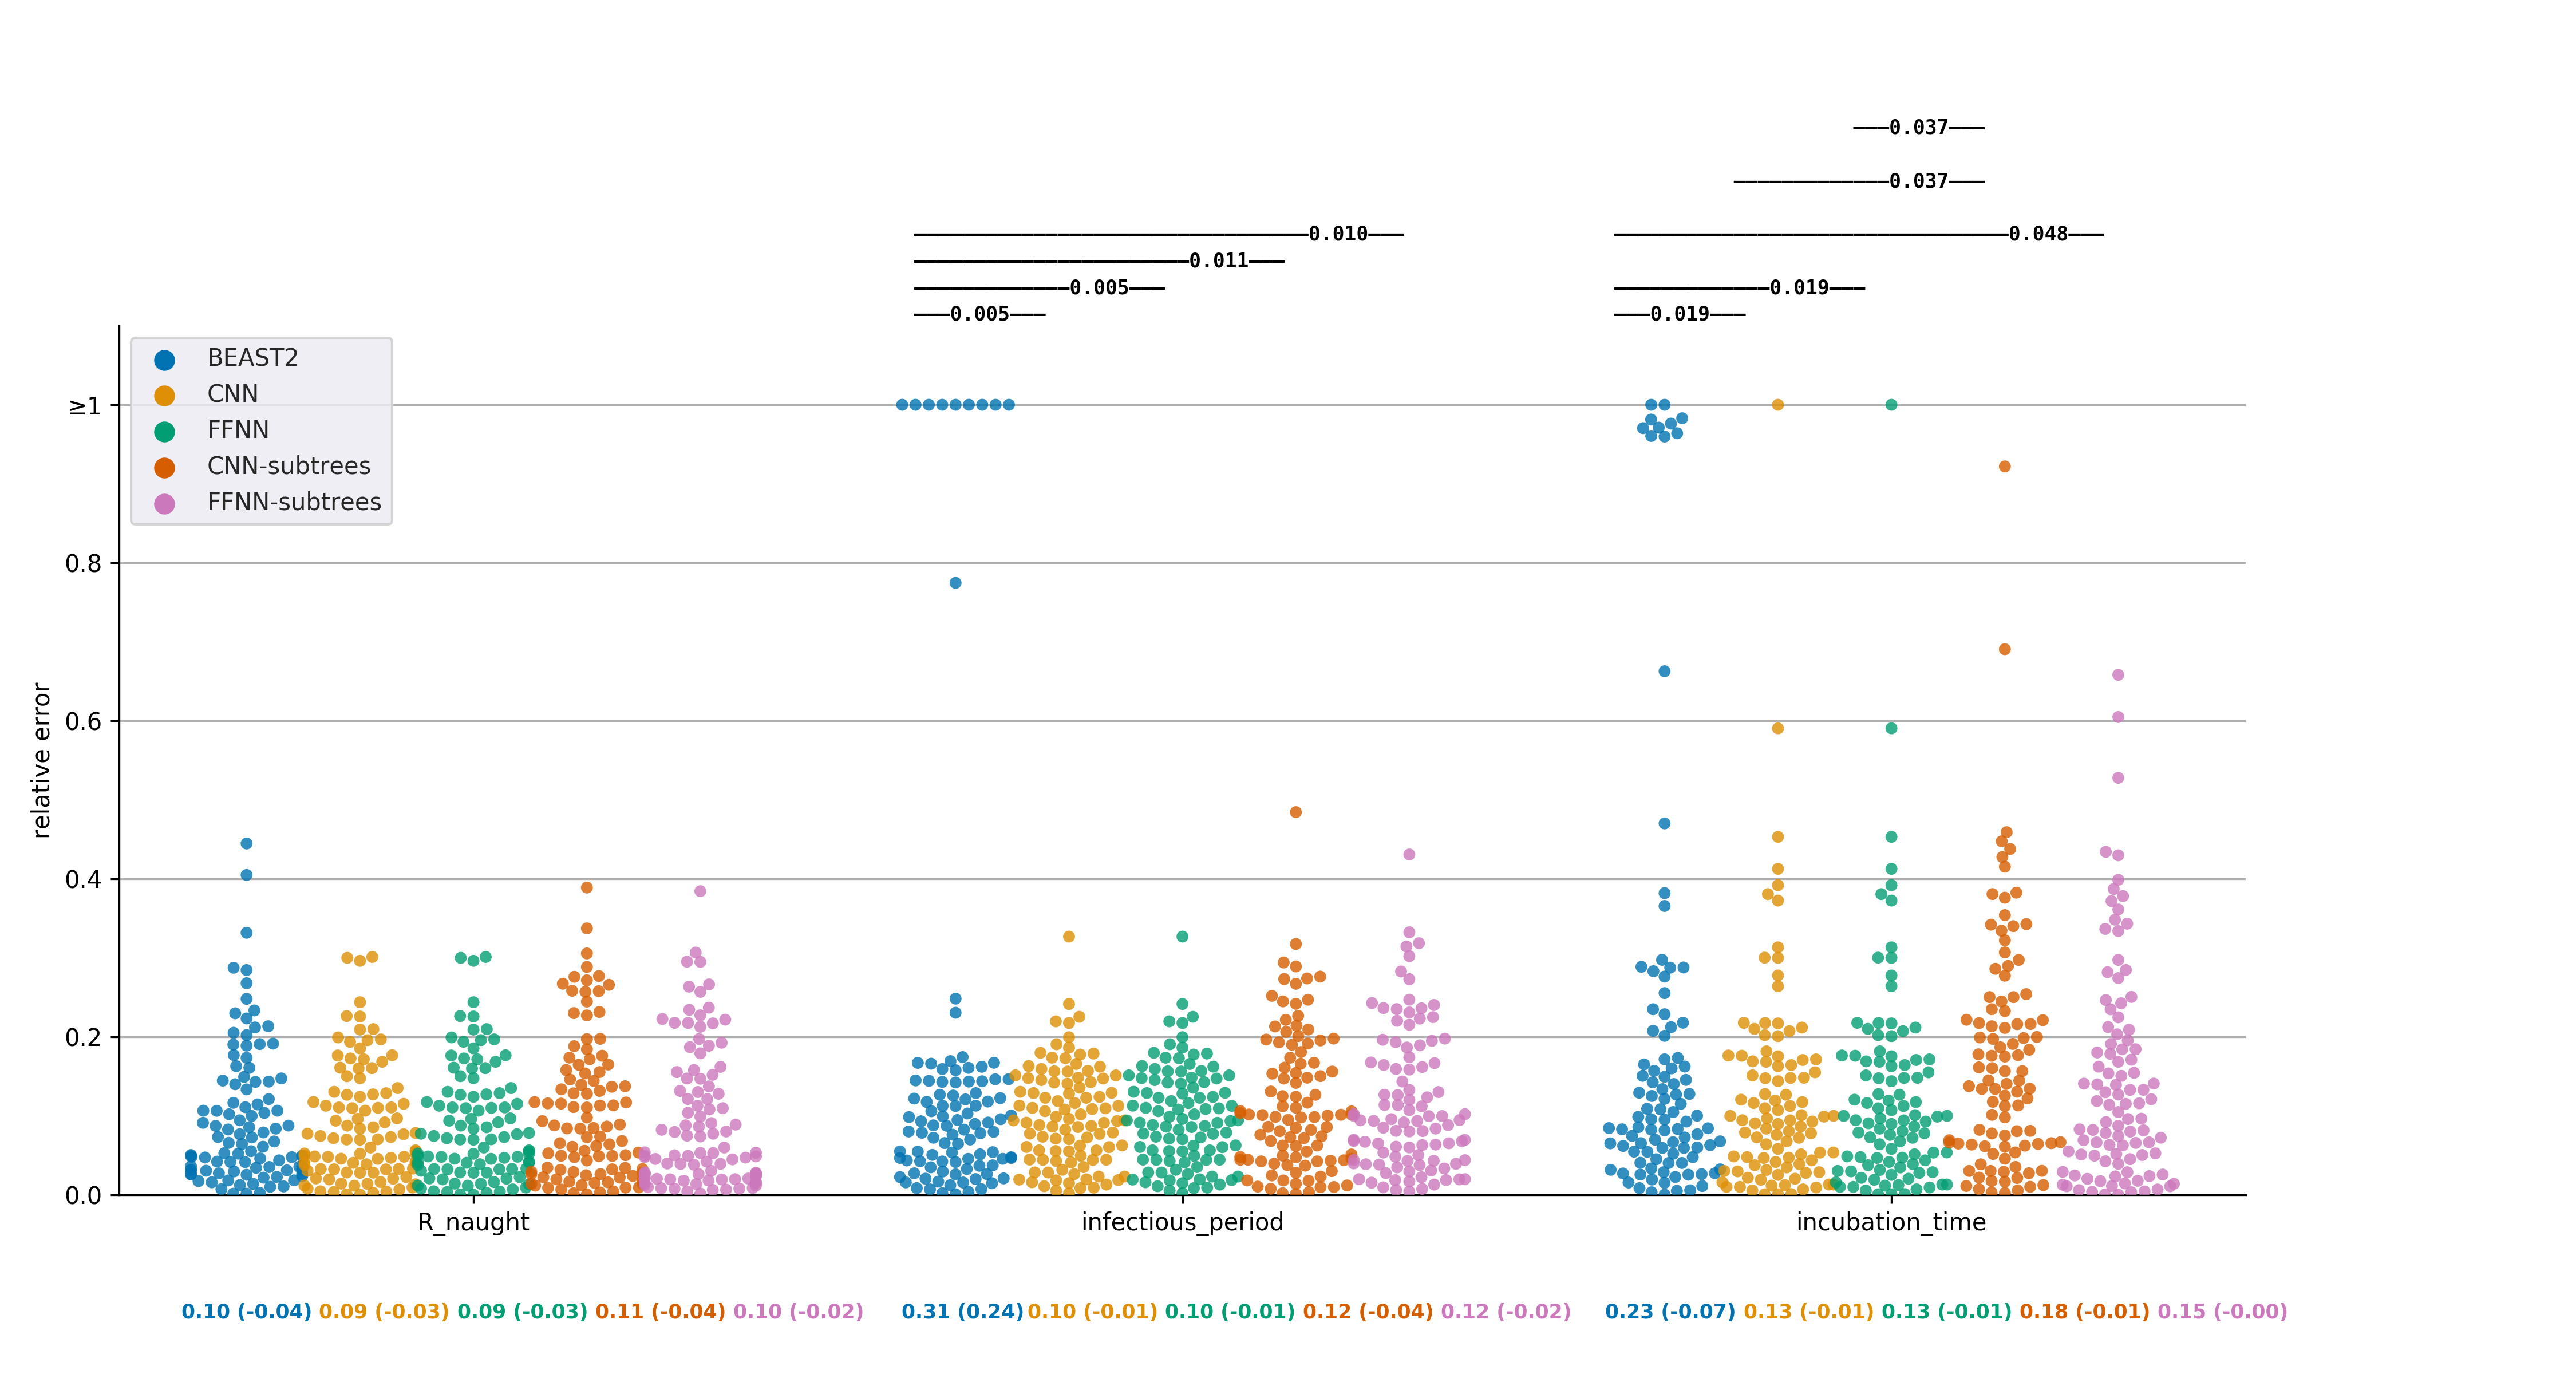 0.037
0.037
0.010
0.048
0.011
0.005
0.019
0.005
0.019
BEAST2
CNN
FFNN
CNN-subtrees
FFNN-subtrees
≥1
0.8
0.6
0.4
0.2
0.0
relative error
R_naught
infectious_period
incubation_time
0.10 (-0.04) 0.09 (-0.03) 0.09 (-0.03) 0.11 (-0.04) 0.10 (-0.02)
0.31 (0.24) 0.10 (-0.01) 0.10 (-0.01) 0.12 (-0.04) 0.12 (-0.02)
0.23 (-0.07) 0.13 (-0.01) 0.13 (-0.01) 0.18 (-0.01) 0.15 (-0.00)